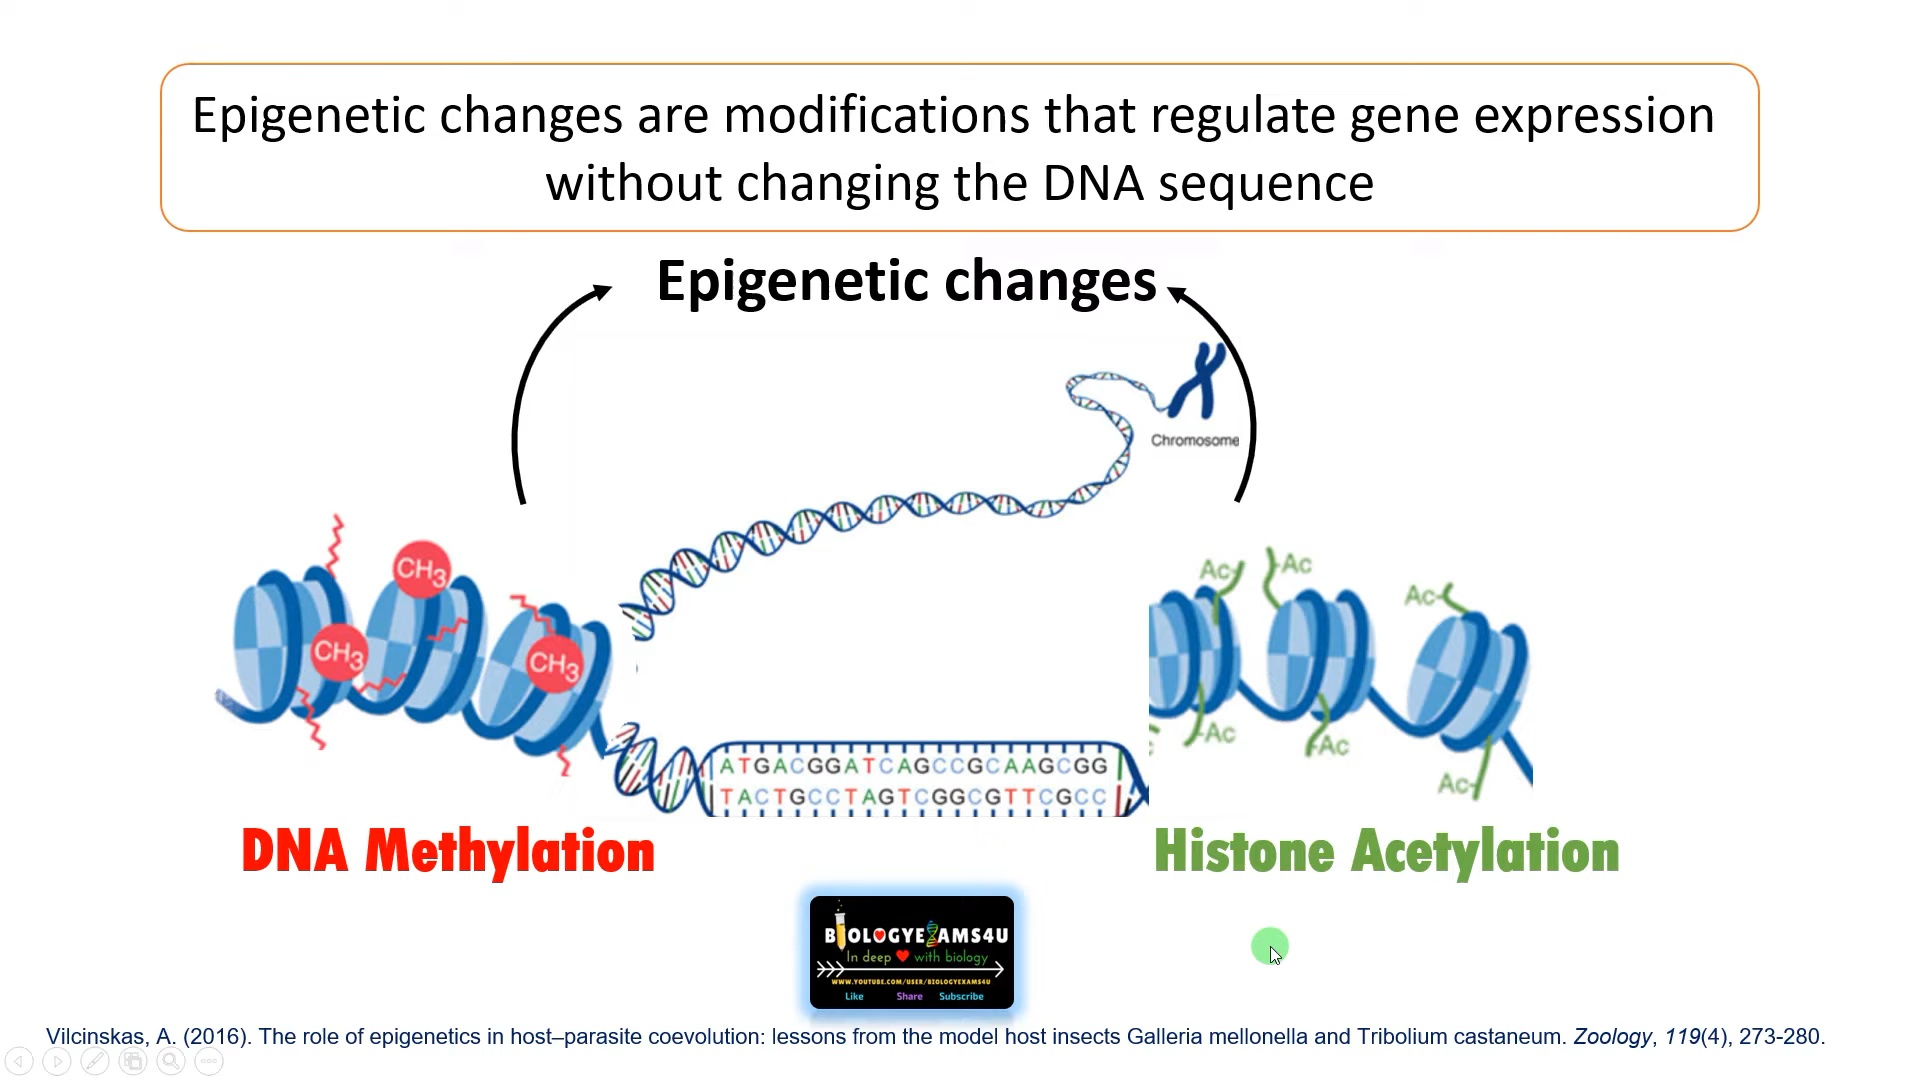 Epigenetic changes are modifications that regulate gene expression
without changing the DNA sequence
Epigenetic changes
Chromosome
CH3
CH3
CH3
Ac
Ac
Ac
Ac
Ac
Ac
ATGACGGATCAGCCGCAAGCGG
TACTGCCTAGTCGGCGTTCGCC
DNA Methylation
Histone Acetylation
BIOLOGYEXAMS4U
In deep with biology
WWW.YOUTUBE.COM/USER/BIOLOGYEXAMS4U
Like Share Subscribe
Vilcinskas, A. (2016). The role of epigenetics in host–parasite coevolution: lessons from the model host insects Galleria mellonella and Tribolium castaneum. Zoology, 119(4), 273-280.